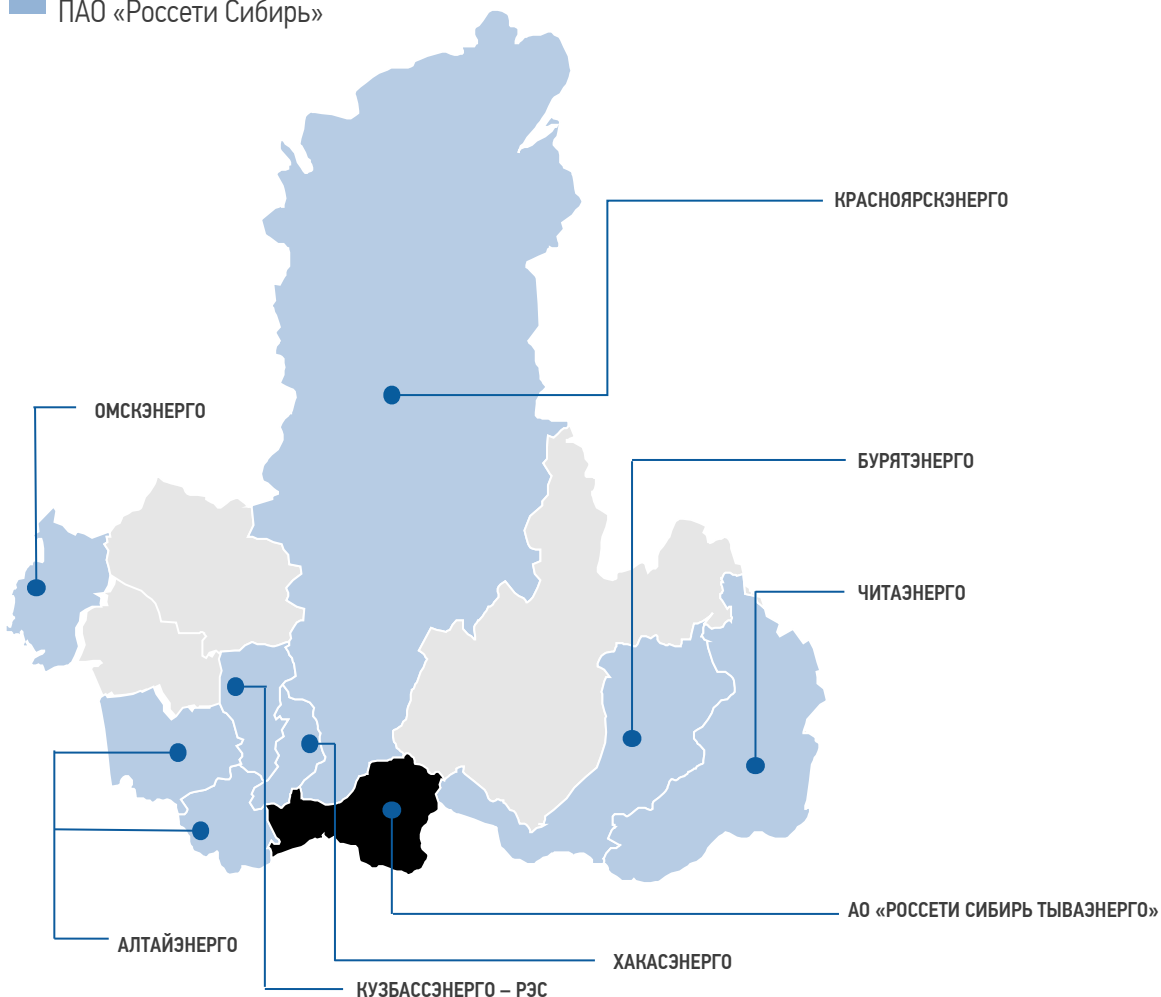 ПАО «Россети Сибирь»
КРАСНОЯРСКЭНЕРГО
ОМСКЭНЕРГО
БУРЯТЭНЕРГО
ЧИТАЭНЕРГО
АО «РОССЕТИ СИБИРЬ ТЫВАЭНЕРГО»
АЛТАЙЭНЕРГО
ХАКАСЭНЕРГО
КУЗБАССЭНЕРГО – РЭС